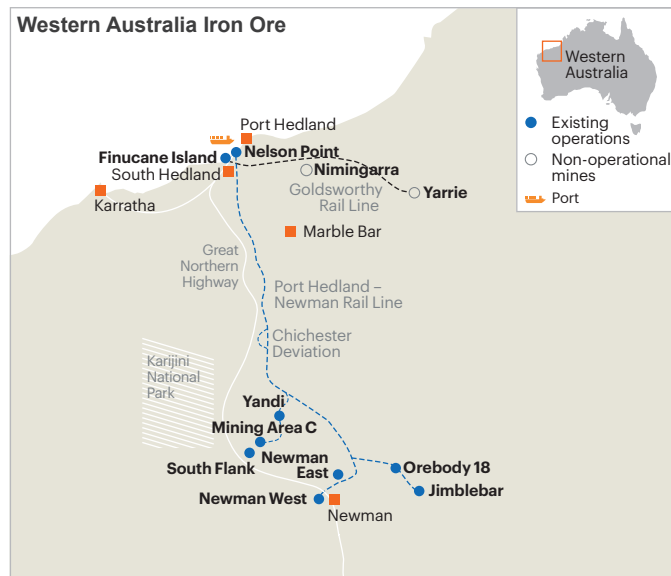 Western Australia Iron Ore
Western
Australia
Existing
operations
Non-operational
mines
Port
Port Hedland
Nelson Point
Finucane Island
South Hedland
Nimingarra
Goldsworthy
Rail Line
Yarrie
Karratha
Marble Bar
Great
Northern
Highway
Port Hedland –
Newman Rail Line
Chichester
Deviation
Karijini
National
Park
Yandi
Mining Area C
South Flank
Newman
East
Orebody 18
Jimblebar
Newman West
Newman